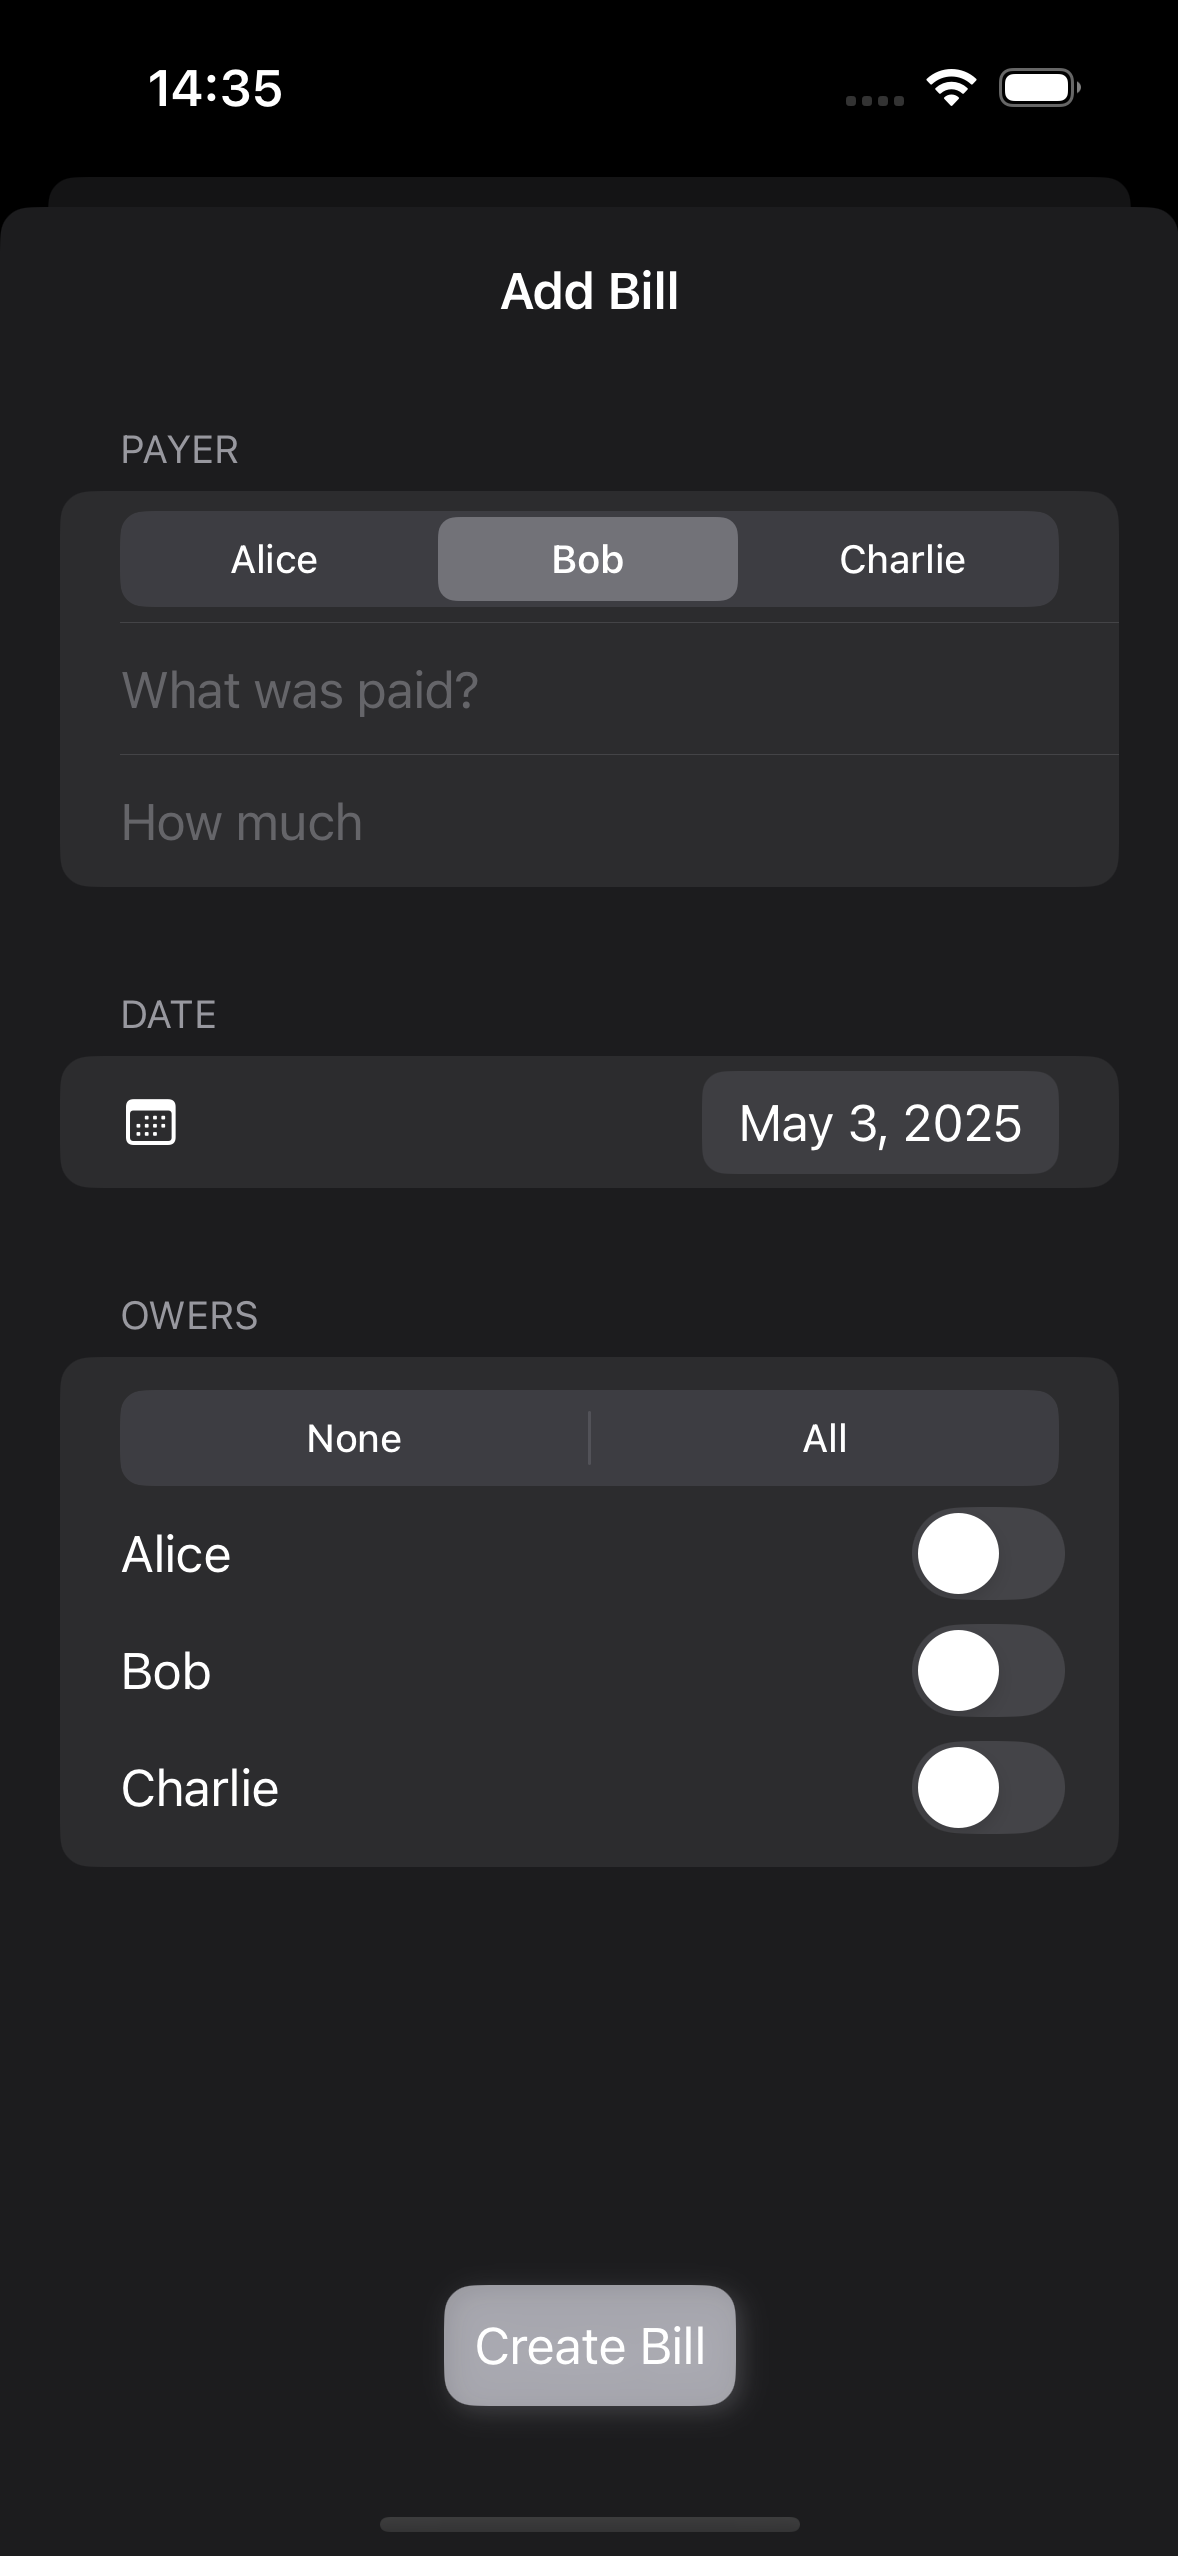 14:35
Add Bill
PAYER
Alice Bob Charlie
What was paid?
How much
DATE
May 3, 2025
OWERS
None All
Alice
Bob
Charlie
Create Bill